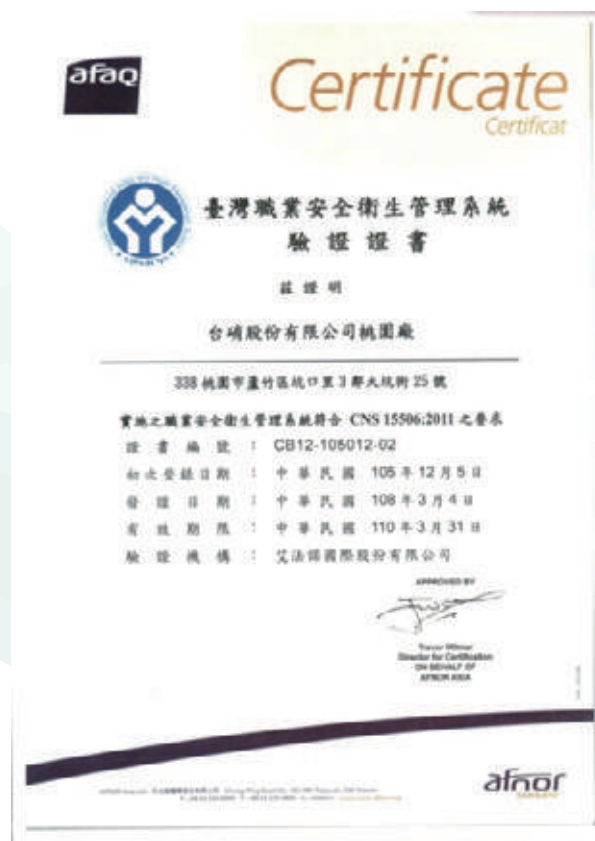 afaq
Certificate
Certificat
臺灣職業安全衛生管理系統
驗證證書
茲證明
台硝股份有限公司桃園廠
338 桃園市蘆竹區坑口里3鄰大坑街25號
實施之職業安全衛生管理系統符合 CNS 15506:2011 之要求
證書編號 : CB12-105012-02
初次登錄日期 : 中華民國 105年12月5日
發證日期 : 中華民國 108年3月4日
有效期限 : 中華民國 110年3月31日
驗證機構 : 艾法諾國際股份有限公司
APPROVED BY
Director for Certification
ON BEHALF OF
AFNOR ASIA
afnor